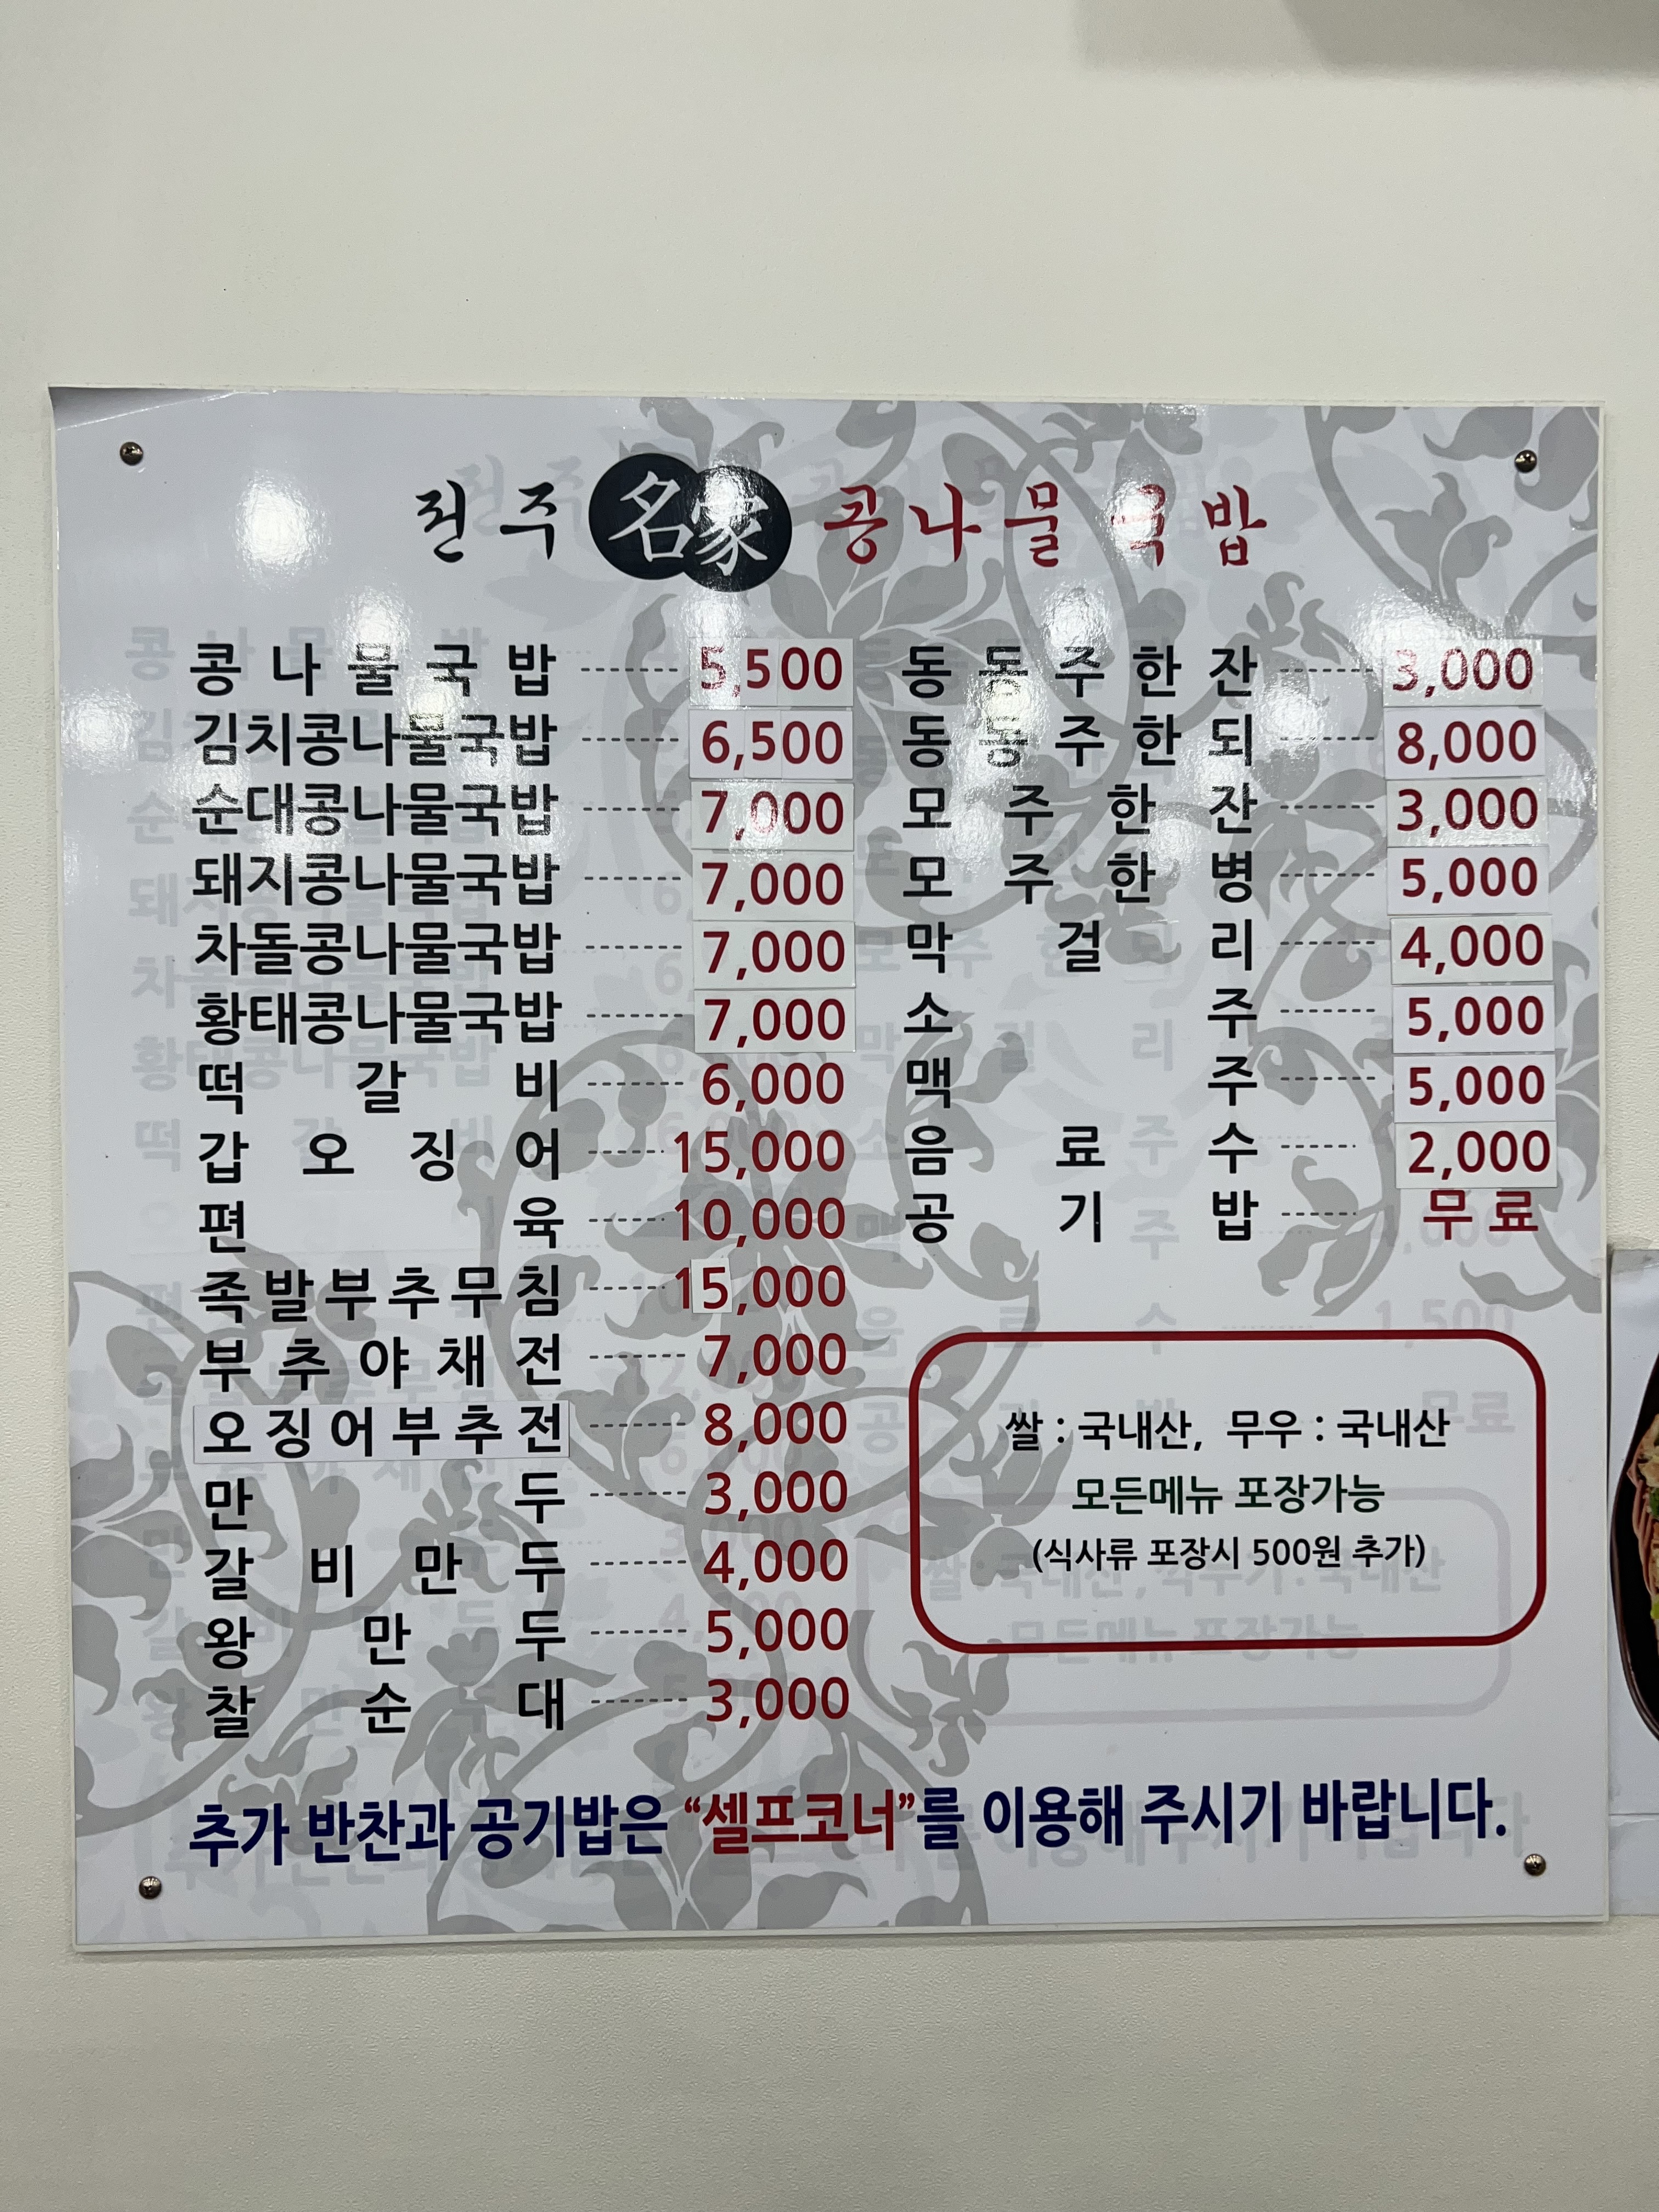 전주 名家 콩나물국밥
콩나물국밥 5,500
김치콩나물국밥 6,500
순대콩나물국밥 7,000
돼지콩나물국밥 7,000
차돌콩나물국밥 7,000
황태콩나물국밥 7,000
떡갈비 6,000
갑오징어 15,000
편육 10,000
족발부추무침 15,000
부추야채전 7,000
오징어부추전 8,000
만두 3,000
갈비만두 4,000
왕만두 5,000
찰순대 3,000
동동주한잔 3,000
동동주한되 8,000
모주한잔 3,000
모주한병 5,000
막걸리 4,000
소주 5,000
맥주 5,000
음료수 2,000
공기밥 무료
쌀 : 국내산, 무우 : 국내산
모든메뉴 포장가능
(식사류 포장시 500원 추가)
추가 반찬과 공기밥은 “셀프코너”를 이용해 주시기 바랍니다.